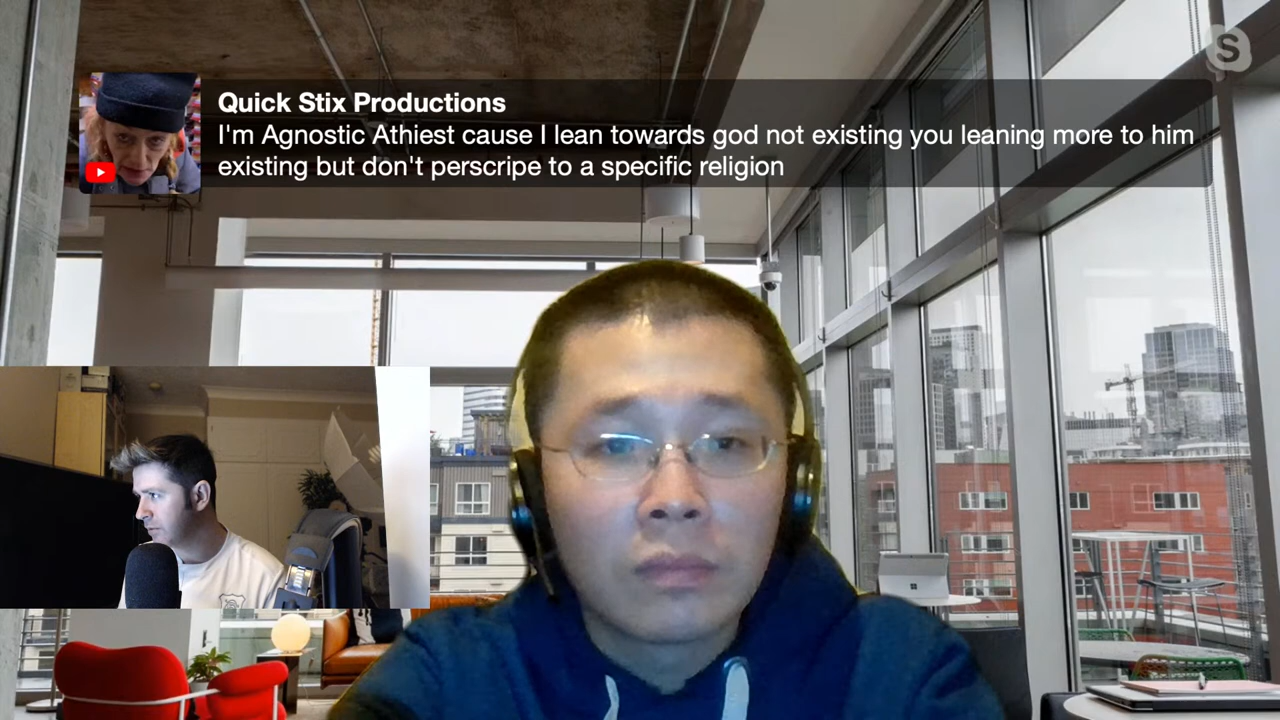 Quick Stix Productions
I'm Agnostic Athiest cause I lean towards god not existing you leaning more to him
existing but don't perscripe to a specific religion